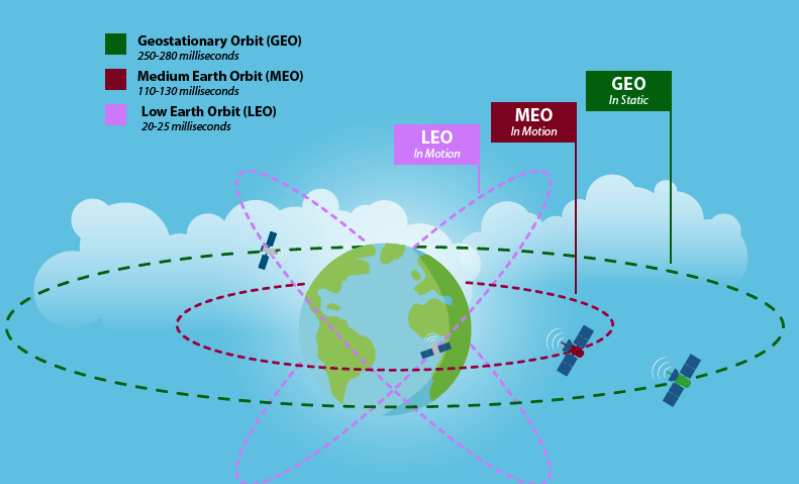 Geostationary Orbit (GEO)
250-280 milliseconds
Medium Earth Orbit (MEO)
110-130 milliseconds
Low Earth Orbit (LEO)
20-25 milliseconds
LEO
In Motion
MEO
In Motion
GEO
In Static